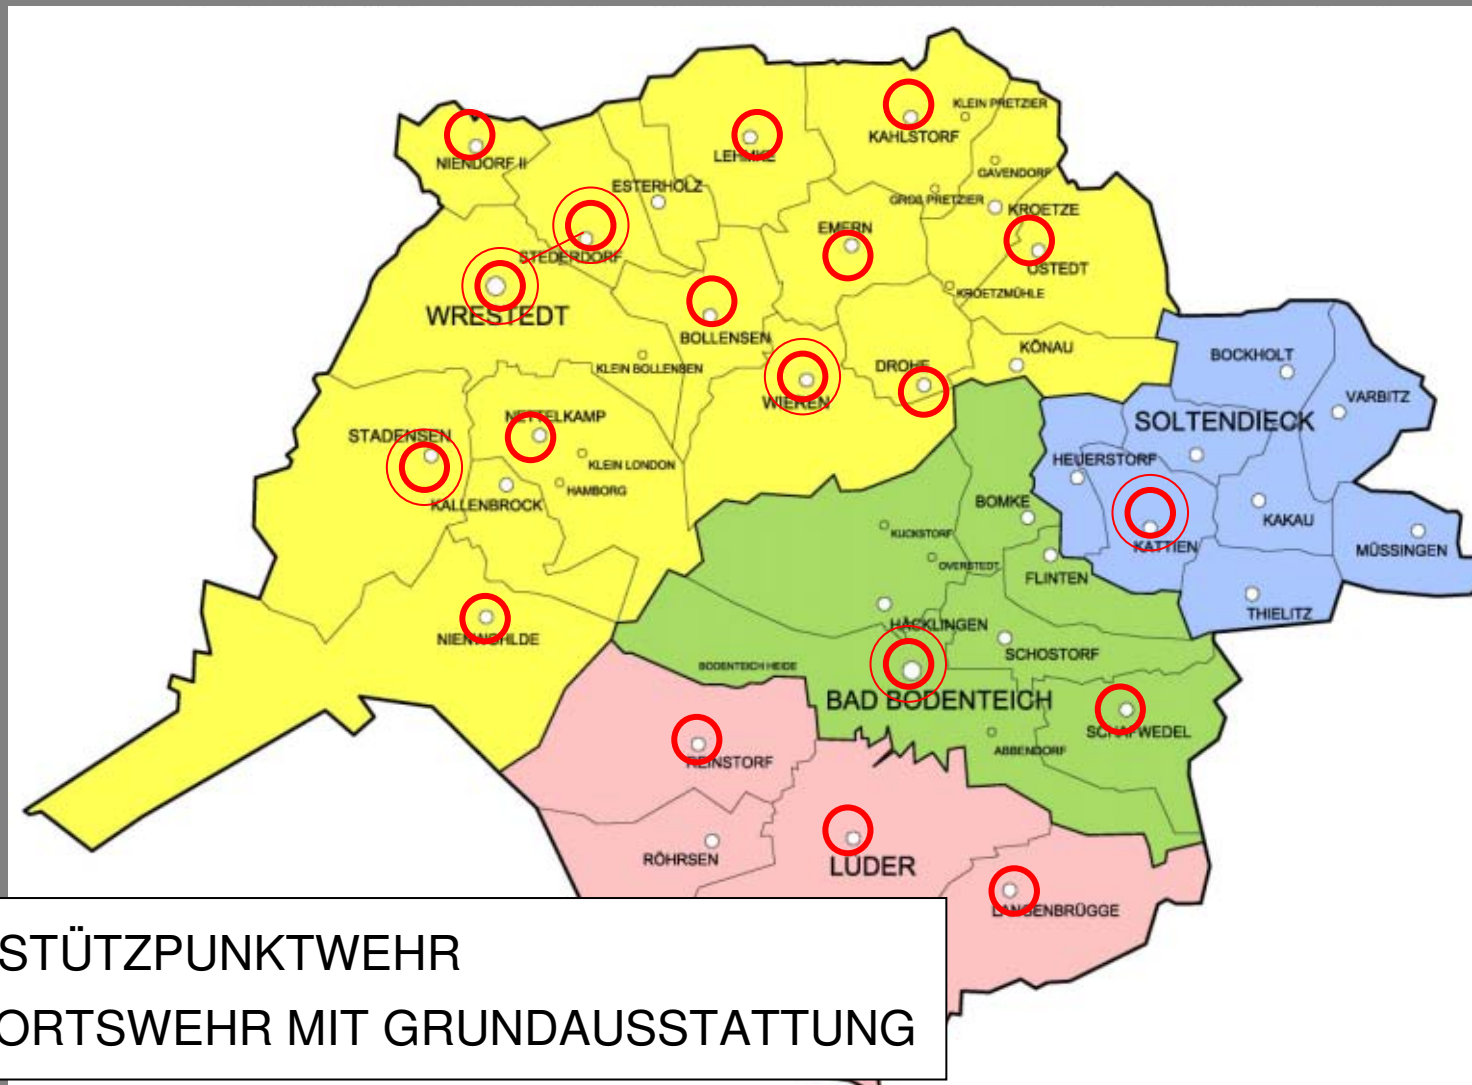 KLEIN PRETZIER
KAHLSTORF
LEHMKE
NIENDORF II
GAVENDORF
ESTERHOLZ
GROß PRETZIER
KROETZE
EMERN
STEDERDORF
OSTEDT
KROETZMÜHLE
WRESTEDT
BOLLENSEN
KÖNAU
BOCKHOLT
KLEIN BOLLENSEN
DROHE
VARBITZ
WIEREN
NETTELKAMP
SOLTENDIECK
STADENSEN
HEUERSTORF
KLEIN LONDON
HAMBORG
KALLENBROCK
BOMKE
KAKAU
KUCKSTORF
KATTIEN
MÜSSINGEN
OVERSTEDT
FLINTEN
THIELITZ
HÄCKLINGEN
NIENWOHLDE
SCHOSTORF
BODENTEICH HEIDE
BAD BODENTEICH
SCHAFWEDEL
ABBENDORF
REINSTORF
RÖHRSEN
LÜDER
LANGENBRÜGGE
STÜTZPUNKTWEHR
ORTSWEHR MIT GRUNDAUSSTATTUNG